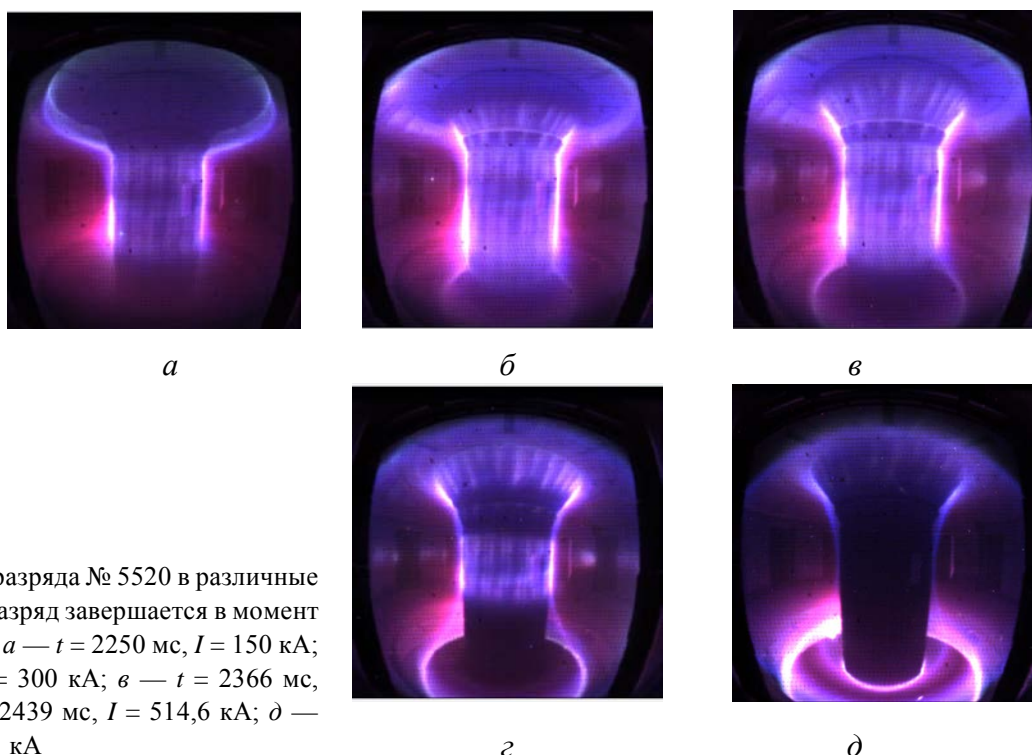 а
б
в
разряда № 5520 в различные
разряд завершается в момент
а — t = 2250 мс, I = 150 кА;
= 300 кА; в — t = 2366 мс,
2439 мс, I = 514,6 кА; д —
кА
г
д